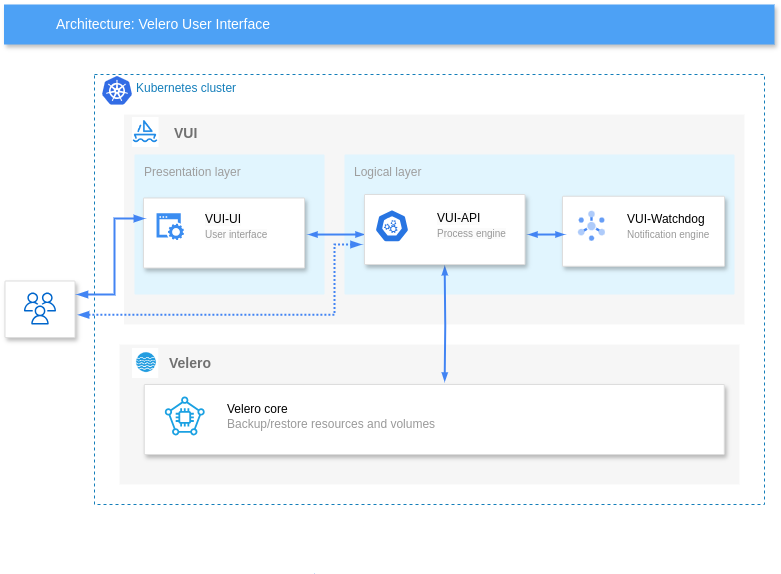 Architecture: Velero User Interface
Kubernetes cluster
VUI
Presentation layer
Logical layer
VUI-UI
User interface
VUI-API
Process engine
VUI-Watchdog
Notification engine
Velero
Velero core
Backup/restore resources and volumes